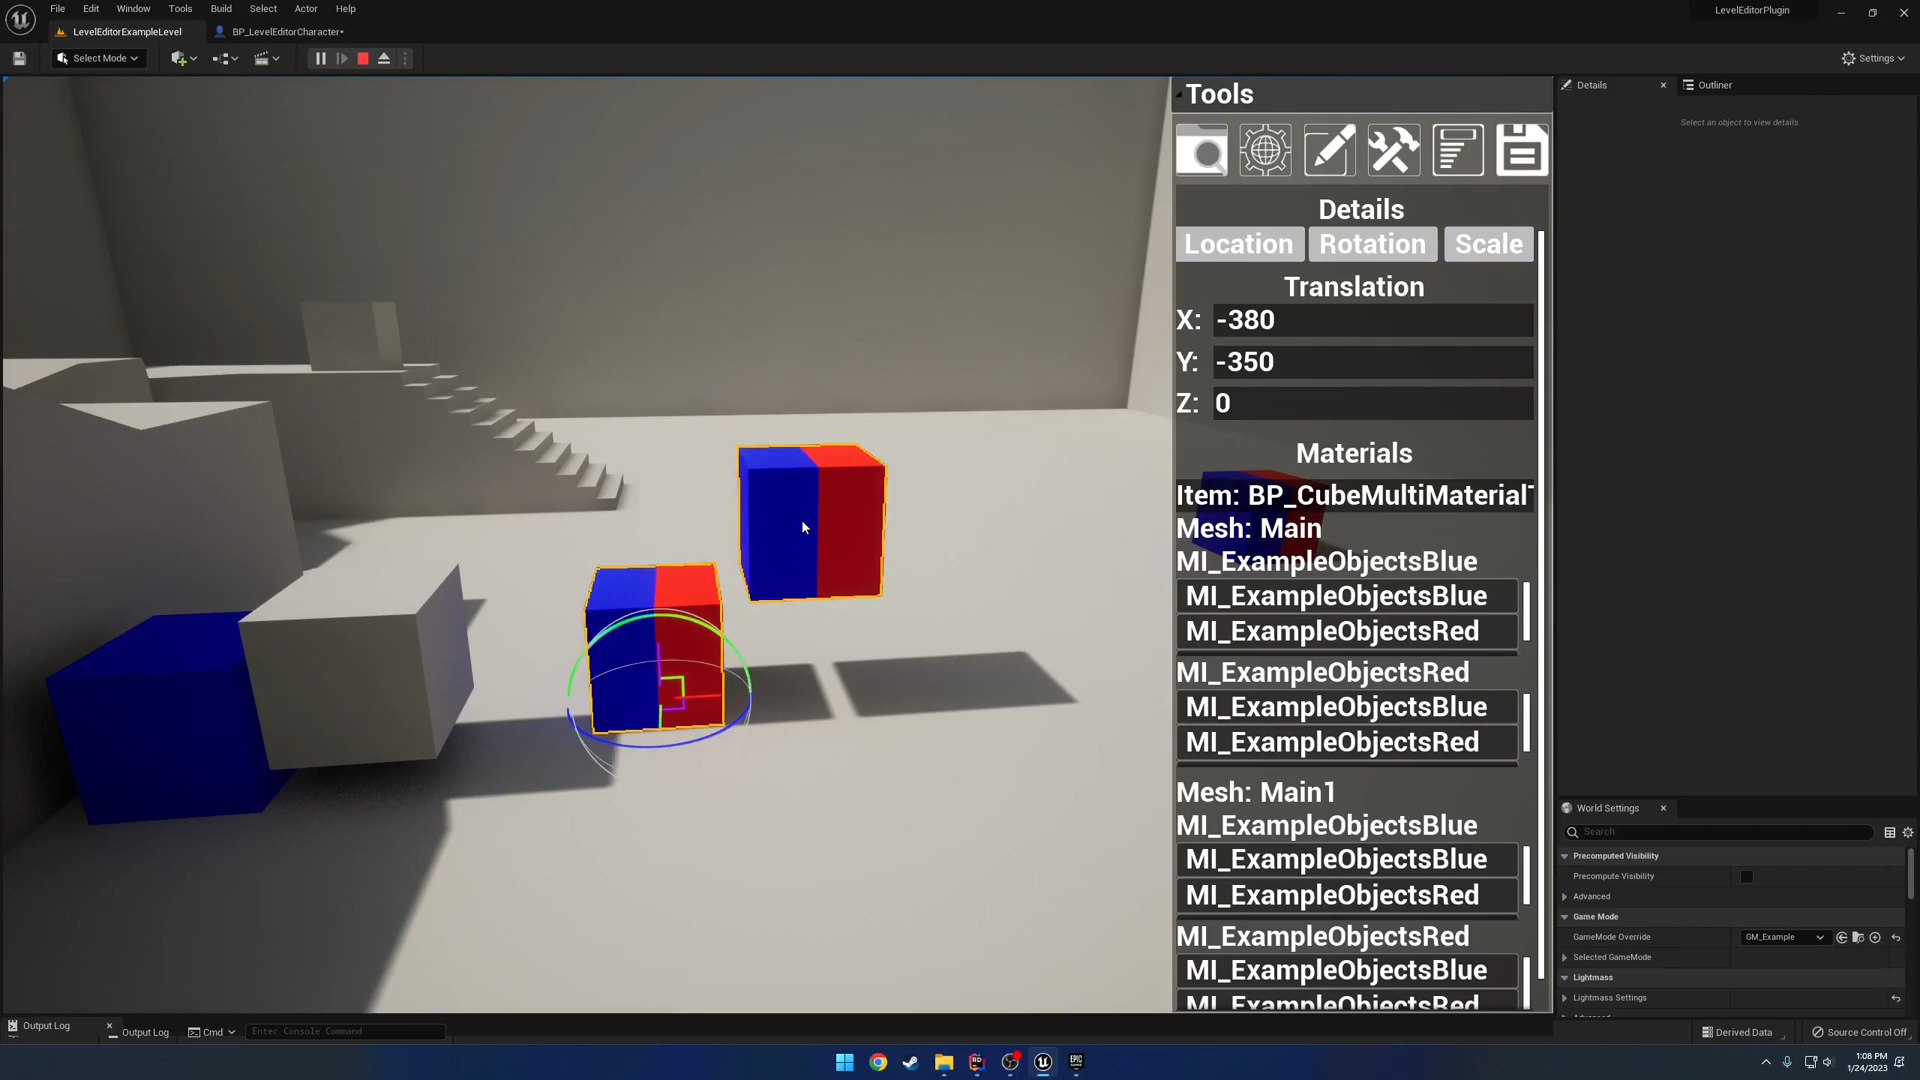 File Edit Window Tools Build Select Actor Help
LevelEditorPlugin
LevelEditorExampleLevel
BP_LevelEditorCharacter*
Select Mode
Settings
Tools
Details
Location Rotation Scale
Translation
X: -380
Y: -350
Z: 0
Materials
Item: BP_CubeMultiMaterial
Mesh: Main
MI_ExampleObjectsBlue
MI_ExampleObjectsBlue
MI_ExampleObjectsRed
MI_ExampleObjectsRed
MI_ExampleObjectsBlue
MI_ExampleObjectsRed
Mesh: Main1
MI_ExampleObjectsBlue
MI_ExampleObjectsBlue
MI_ExampleObjectsRed
MI_ExampleObjectsRed
MI_ExampleObjectsBlue
MI_ExampleObjectsRed
Details
Outliner
Select an object to view details.
World Settings
Search
Precomputed Visibility
Precompute Visibility
Advanced
Game Mode
GameMode Override
GM_Example
Selected GameMode
Lightmass
Lightmass Settings
Advanced
Output Log
Output Log
Cmd
Enter Console Command
Derived Data
Source Control Off
RD
EPIC
1:08 PM
1/24/2023